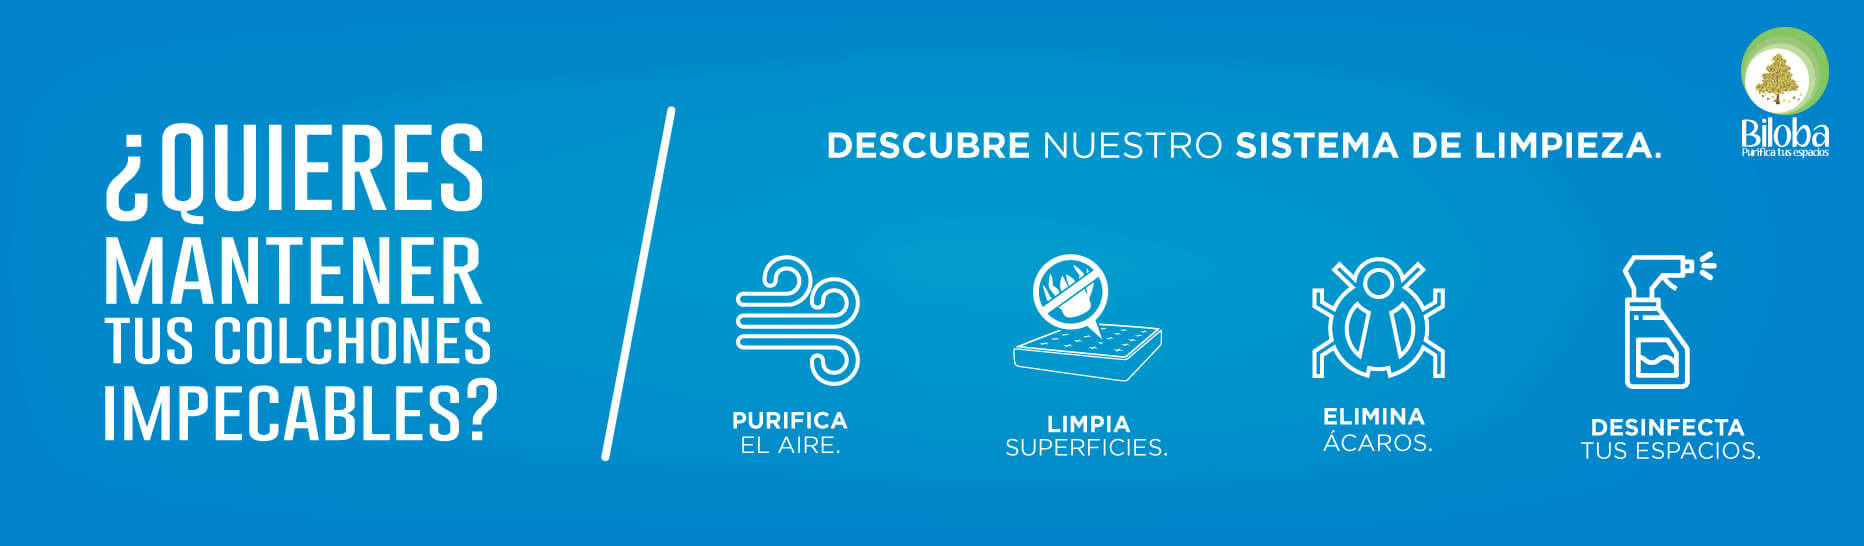 ¿QUIERES
MANTENER
TUS COLCHONES
IMPECABLES?
DESCUBRE NUESTRO SISTEMA DE LIMPIEZA.
Biloba
Purifica tus espacios
PURIFICA
EL AIRE.
LIMPIA
SUPERFICIES.
ELIMINA
ÁCAROS.
DESINFECTA
TUS ESPACIOS.